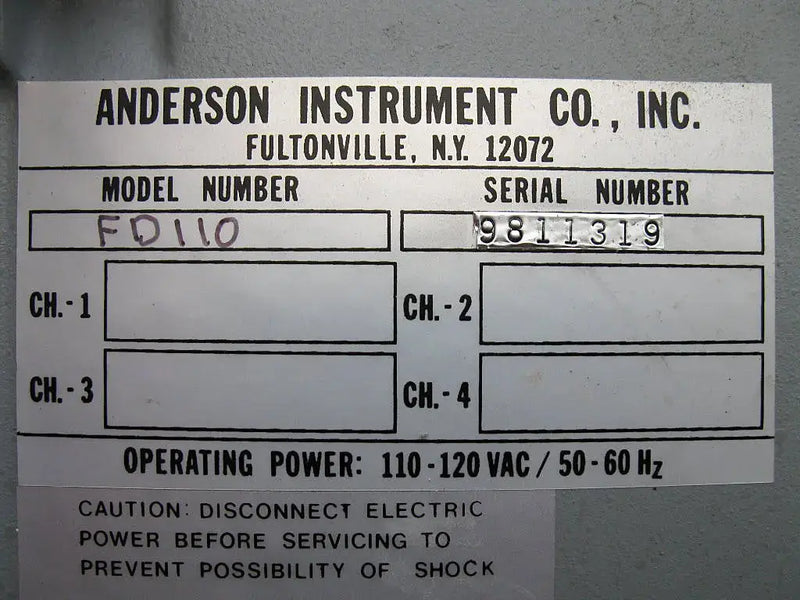 ANDERSON INSTRUMENT CO., INC.
FULTONVILLE, N.Y. 12072
MODEL NUMBER SERIAL NUMBER
FD110 9811319
CH.-1 CH.-2
CH.-3 CH.-4
OPERATING POWER: 110-120 VAC / 50-60 Hz
CAUTION: DISCONNECT ELECTRIC
POWER BEFORE SERVICING TO
PREVENT POSSIBILITY OF SHOCK